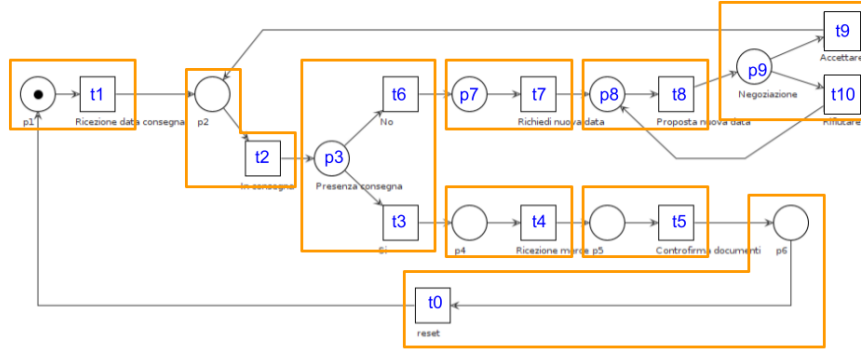 t9
Accettare
p9
Negoziazione
t10
Rifiutare
t1
p1
Ricezione data consegna
p2
t6
No
p7
t7
Richiedi nuova data
p8
t8
Proposta nuova data
t2
In consegna
p3
Presenza consegna
t3
Si
p4
t4
Ricezione merce
p5
t5
Controfirma documenti
p6
t0
reset